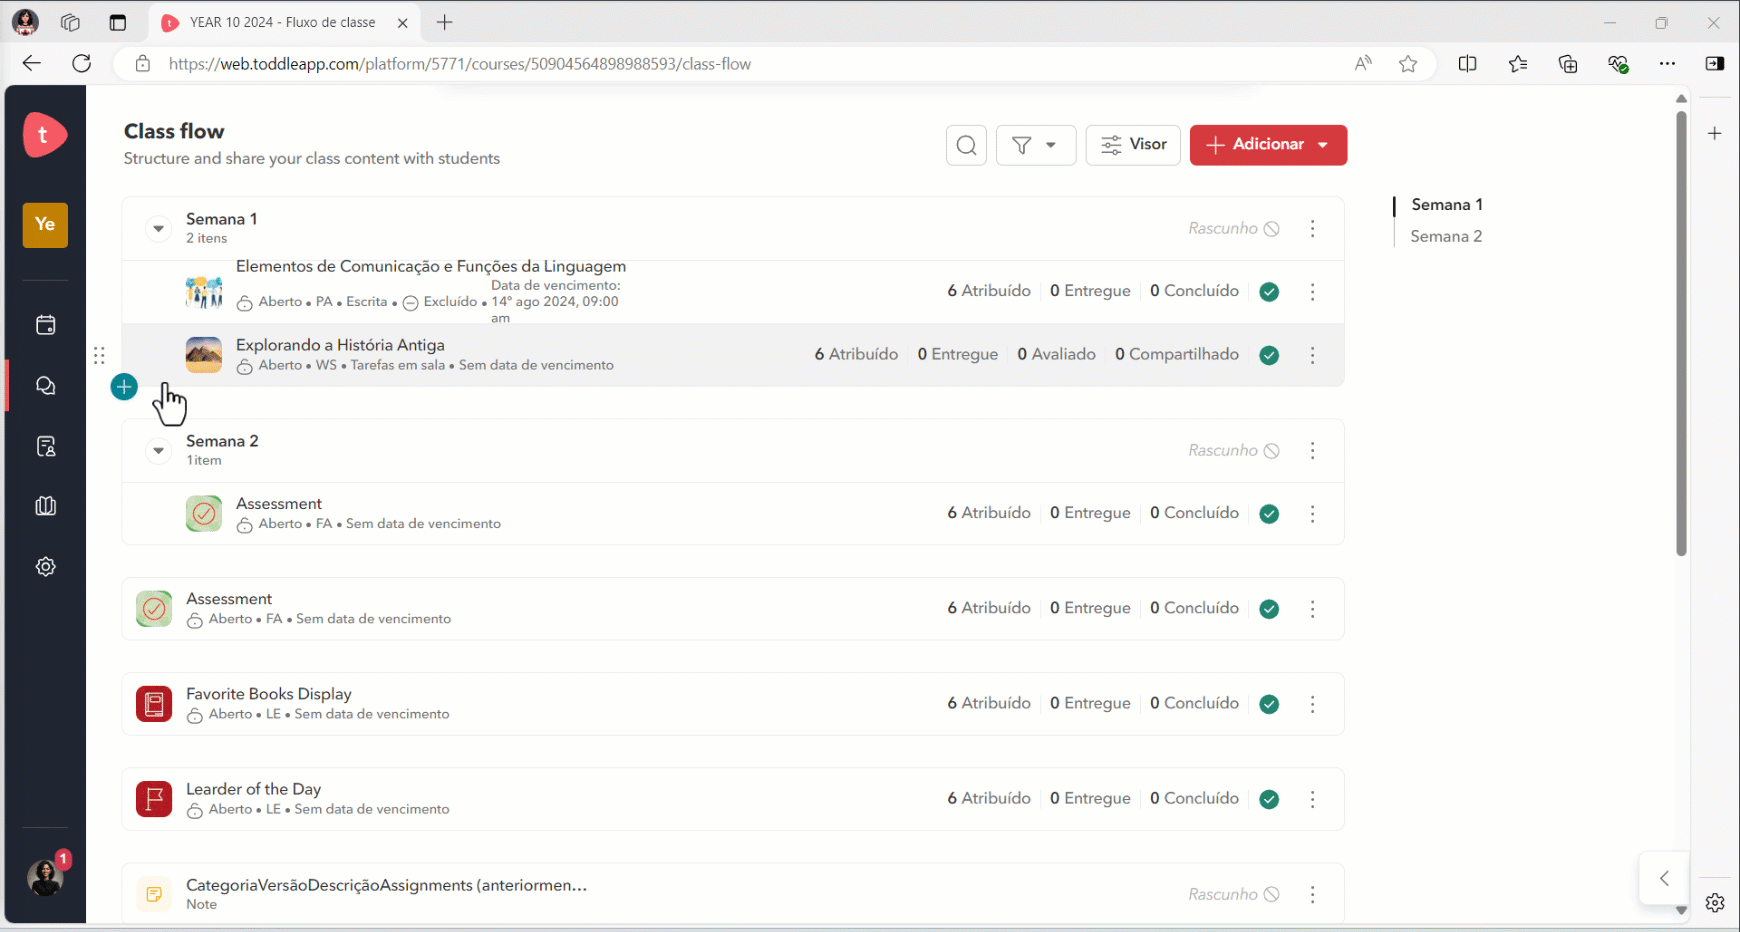 YEAR 10 2024 - Fluxo de classe
https://web.toddleapp.com/platform/5771/courses/50904564898988593/class-flow
t
Ye
Class flow
Structure and share your class content with students
Visor
Adicionar
Semana 1
2 itens
Rascunho
Semana 1
Semana 2
Elementos de Comunicação e Funções da Linguagem
Aberto • PA • Escrita • Excluído • Data de vencimento:
14º ago 2024, 09:00
am
6 Atribuído 0 Entregue 0 Concluído
Explorando a História Antiga
Aberto • WS • Tarefas em sala • Sem data de vencimento
6 Atribuído 0 Entregue 0 Avaliado 0 Compartilhado
Semana 2
1item
Rascunho
Assessment
Aberto • FA • Sem data de vencimento
6 Atribuído 0 Entregue 0 Concluído
Assessment
Aberto • FA • Sem data de vencimento
6 Atribuído 0 Entregue 0 Concluído
Favorite Books Display
Aberto • LE • Sem data de vencimento
6 Atribuído 0 Entregue 0 Concluído
Learder of the Day
Aberto • LE • Sem data de vencimento
6 Atribuído 0 Entregue 0 Concluído
1
CategoriaVersãoDescriçãoAssignments (anteriormen...
Note
Rascunho